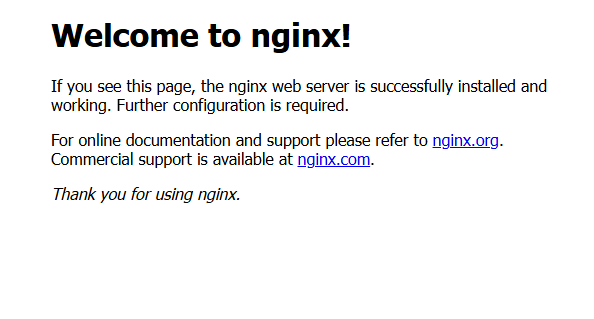 Welcome to nginx!
If you see this page, the nginx web server is successfully installed and
working. Further configuration is required.
For online documentation and support please refer to nginx.org.
Commercial support is available at nginx.com.
Thank you for using nginx.